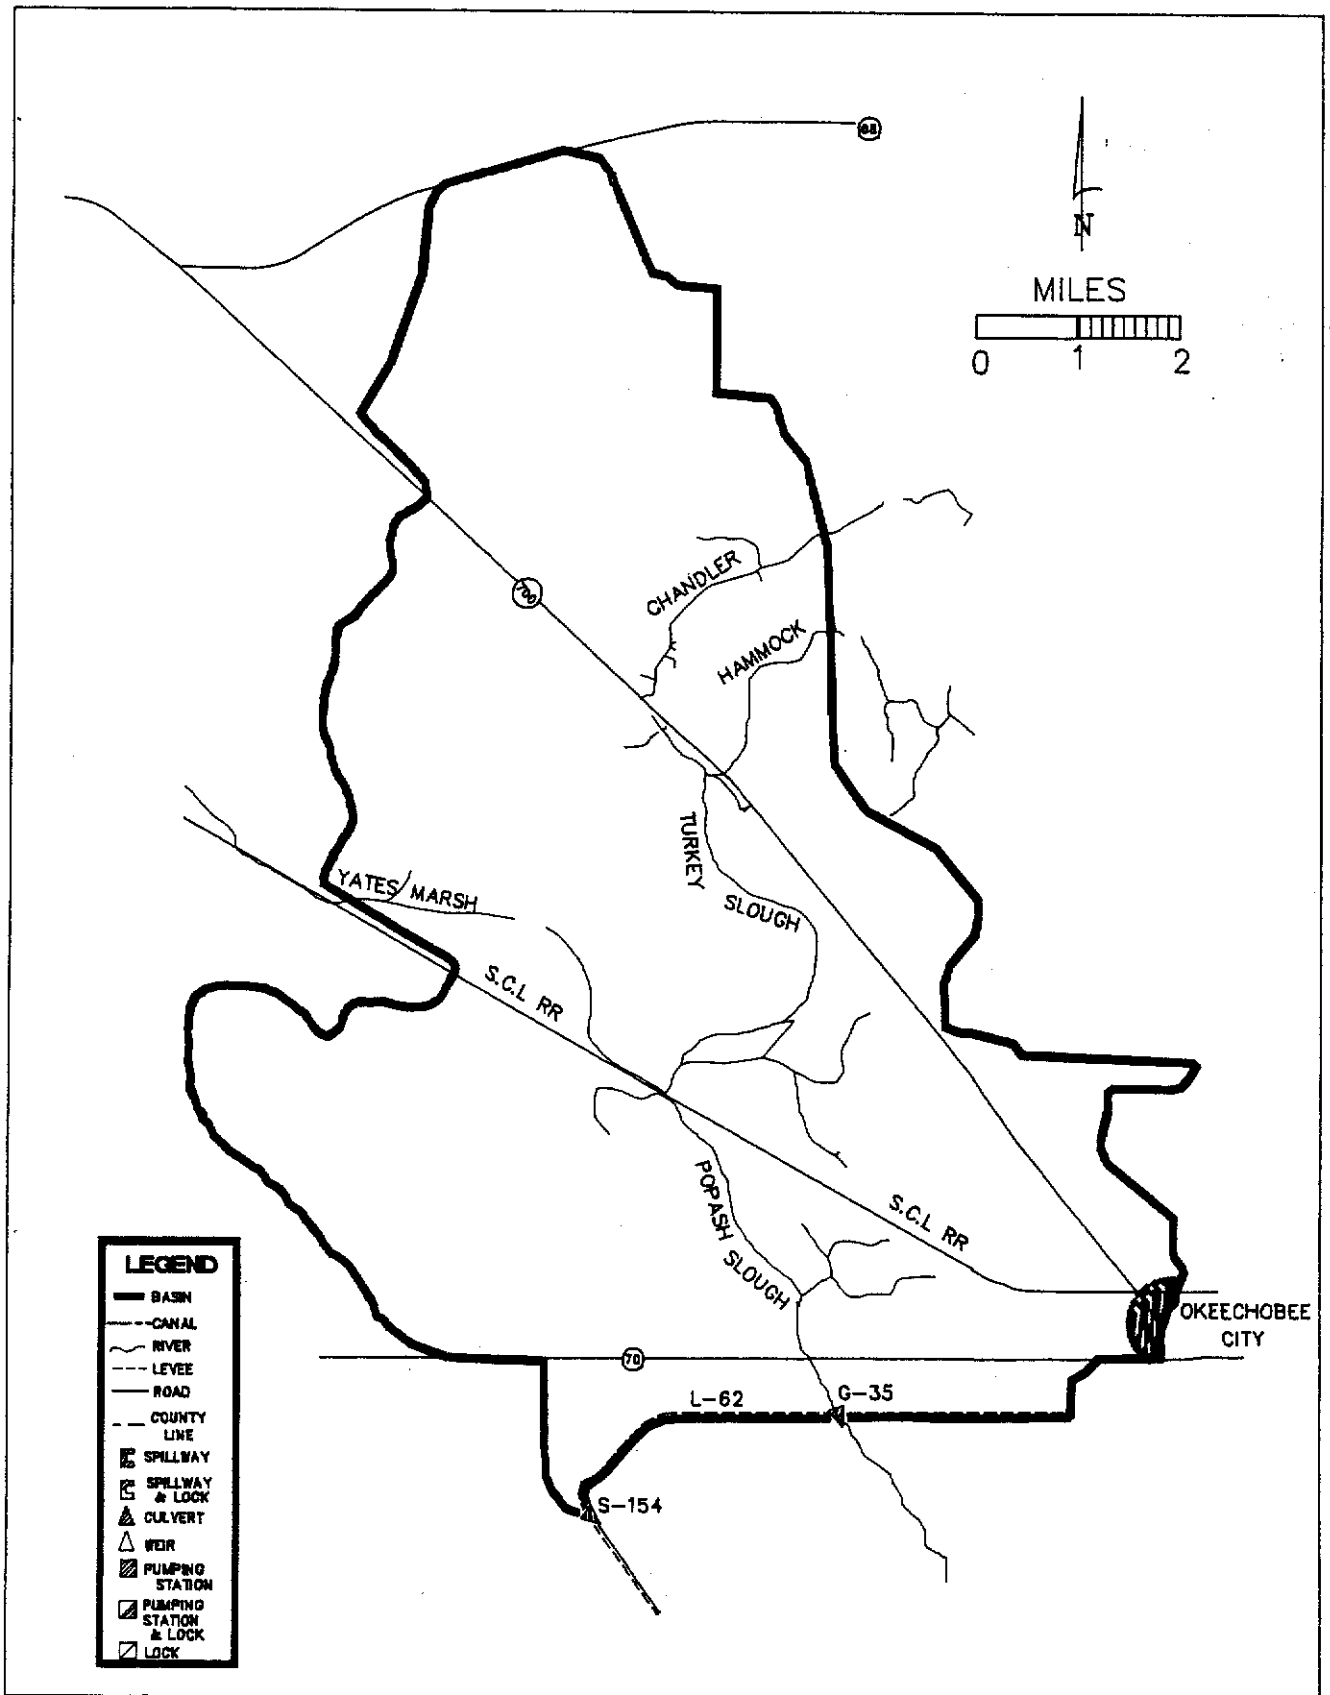 68
N
MILES
0 1 2
CHANDLER
700
HAMMOCK
TURKEY
SLOUGH
YATES MARSH
S.C.L RR
POPASH SLOUGH
S.C.L RR
OKEECHOBEE
CITY
70
L-62
G-35
S-154
LEGEND
BASIN
CANAL
RIVER
LEVEE
ROAD
COUNTY
LINE
SPILLWAY
SPILLWAY
& LOCK
CULVERT
WEIR
PUMPING
STATION
PUMPING
STATION
& LOCK
LOCK